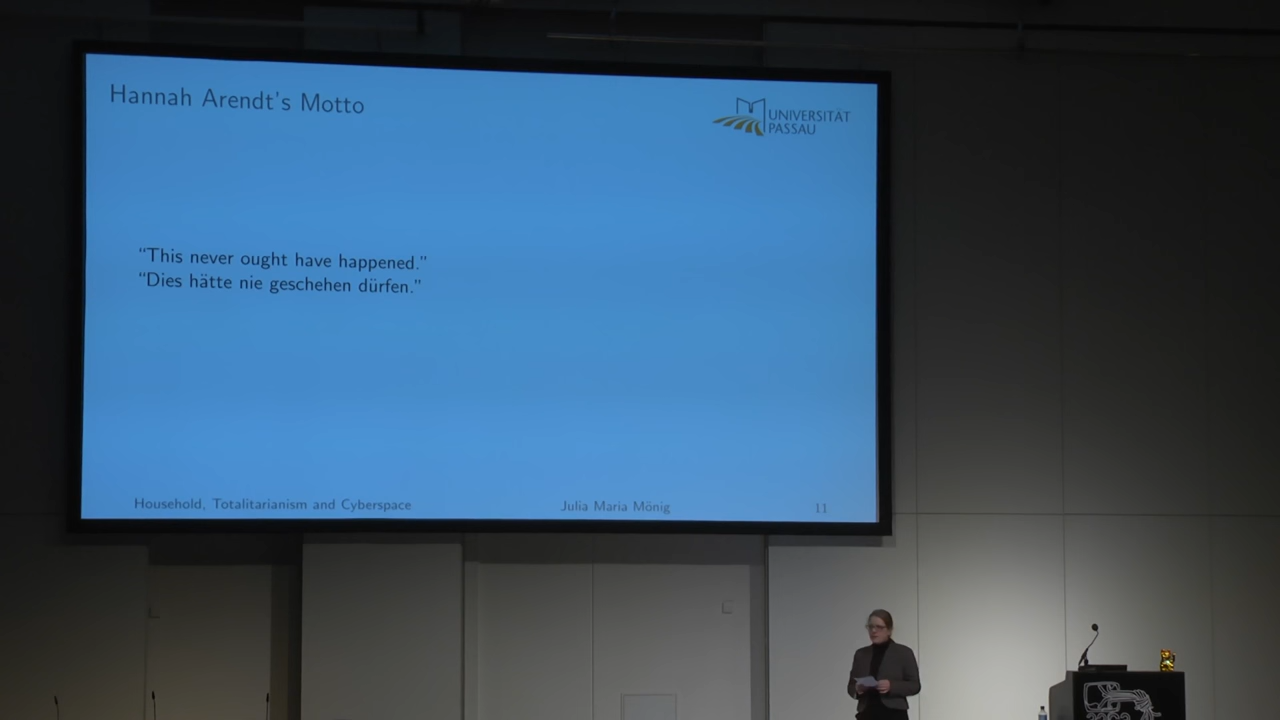 Hannah Arendt's Motto
UNIVERSITÄT
PASSAU
“This never ought have happened.”
“Dies hätte nie geschehen dürfen.”
Household, Totalitarianism and Cyberspace
Julia Maria Mönig
11